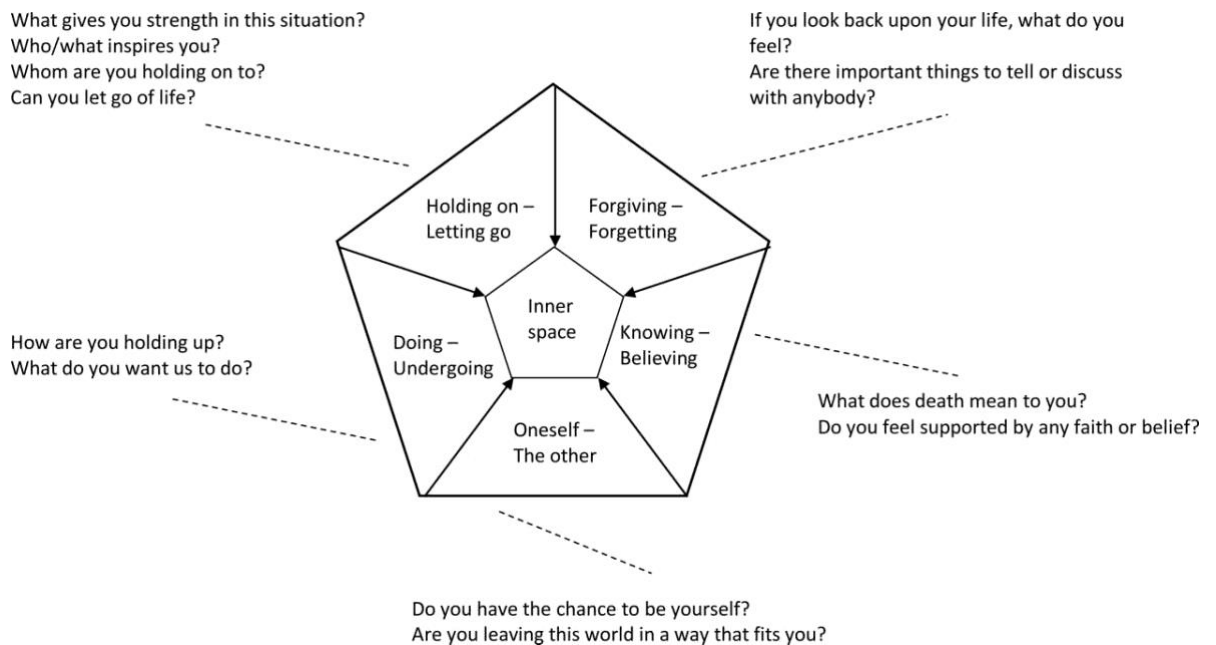 What gives you strength in this situation?
Who/what inspires you?
Whom are you holding on to?
Can you let go of life?
If you look back upon your life, what do you
feel?
Are there important things to tell or discuss
with anybody?
Holding on –
Letting go
Forgiving –
Forgetting
Inner
space
Doing –
Undergoing
Knowing –
Believing
Oneself –
The other
How are you holding up?
What do you want us to do?
What does death mean to you?
Do you feel supported by any faith or belief?
Do you have the chance to be yourself?
Are you leaving this world in a way that fits you?